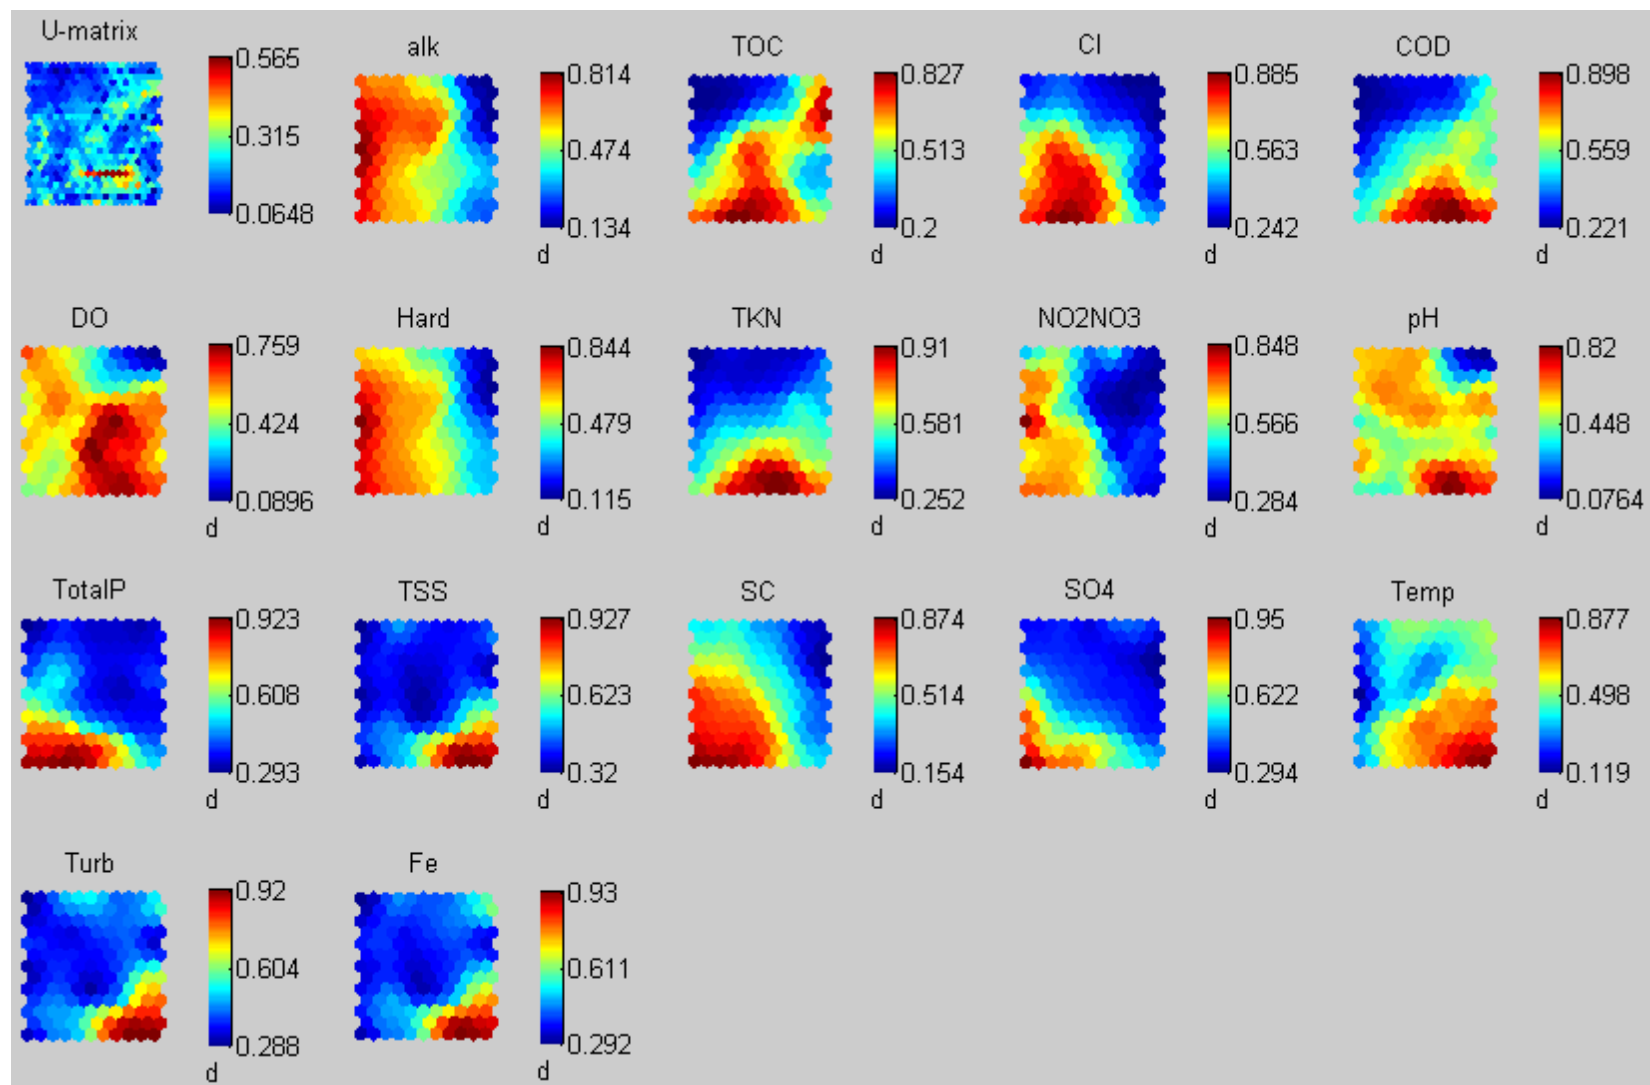 U-matrix
0.565
0.315
0.0648
alk
0.814
0.474
0.134
d
TOC
0.827
0.513
0.2
d
Cl
0.885
0.563
0.242
d
COD
0.898
0.559
0.221
d
DO
0.759
0.424
0.0896
d
Hard
0.844
0.479
0.115
d
TKN
0.91
0.581
0.252
d
NO2NO3
0.848
0.566
0.284
d
pH
0.82
0.448
0.0764
d
TotalP
0.923
0.608
0.293
d
TSS
0.927
0.623
0.32
d
SC
0.874
0.514
0.154
d
SO4
0.95
0.622
0.294
d
Temp
0.877
0.498
0.119
d
Turb
0.92
0.604
0.288
d
Fe
0.93
0.611
0.292
d